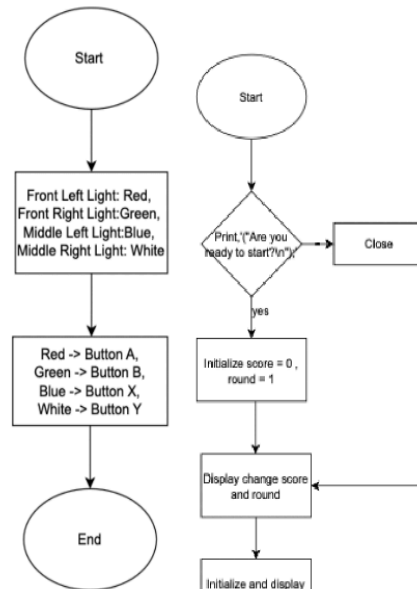 Start
Front Left Light: Red,
Front Right Light:Green,
Middle Left Light:Blue,
Middle Right Light: White
Red -> Button A,
Green -> Button B,
Blue -> Button X,
White -> Button Y
End
Start
Print,'("Are you
ready to start?\n");'
Close
yes
Initialize score = 0 ,
round = 1
Display change score
and round
Initialize and display